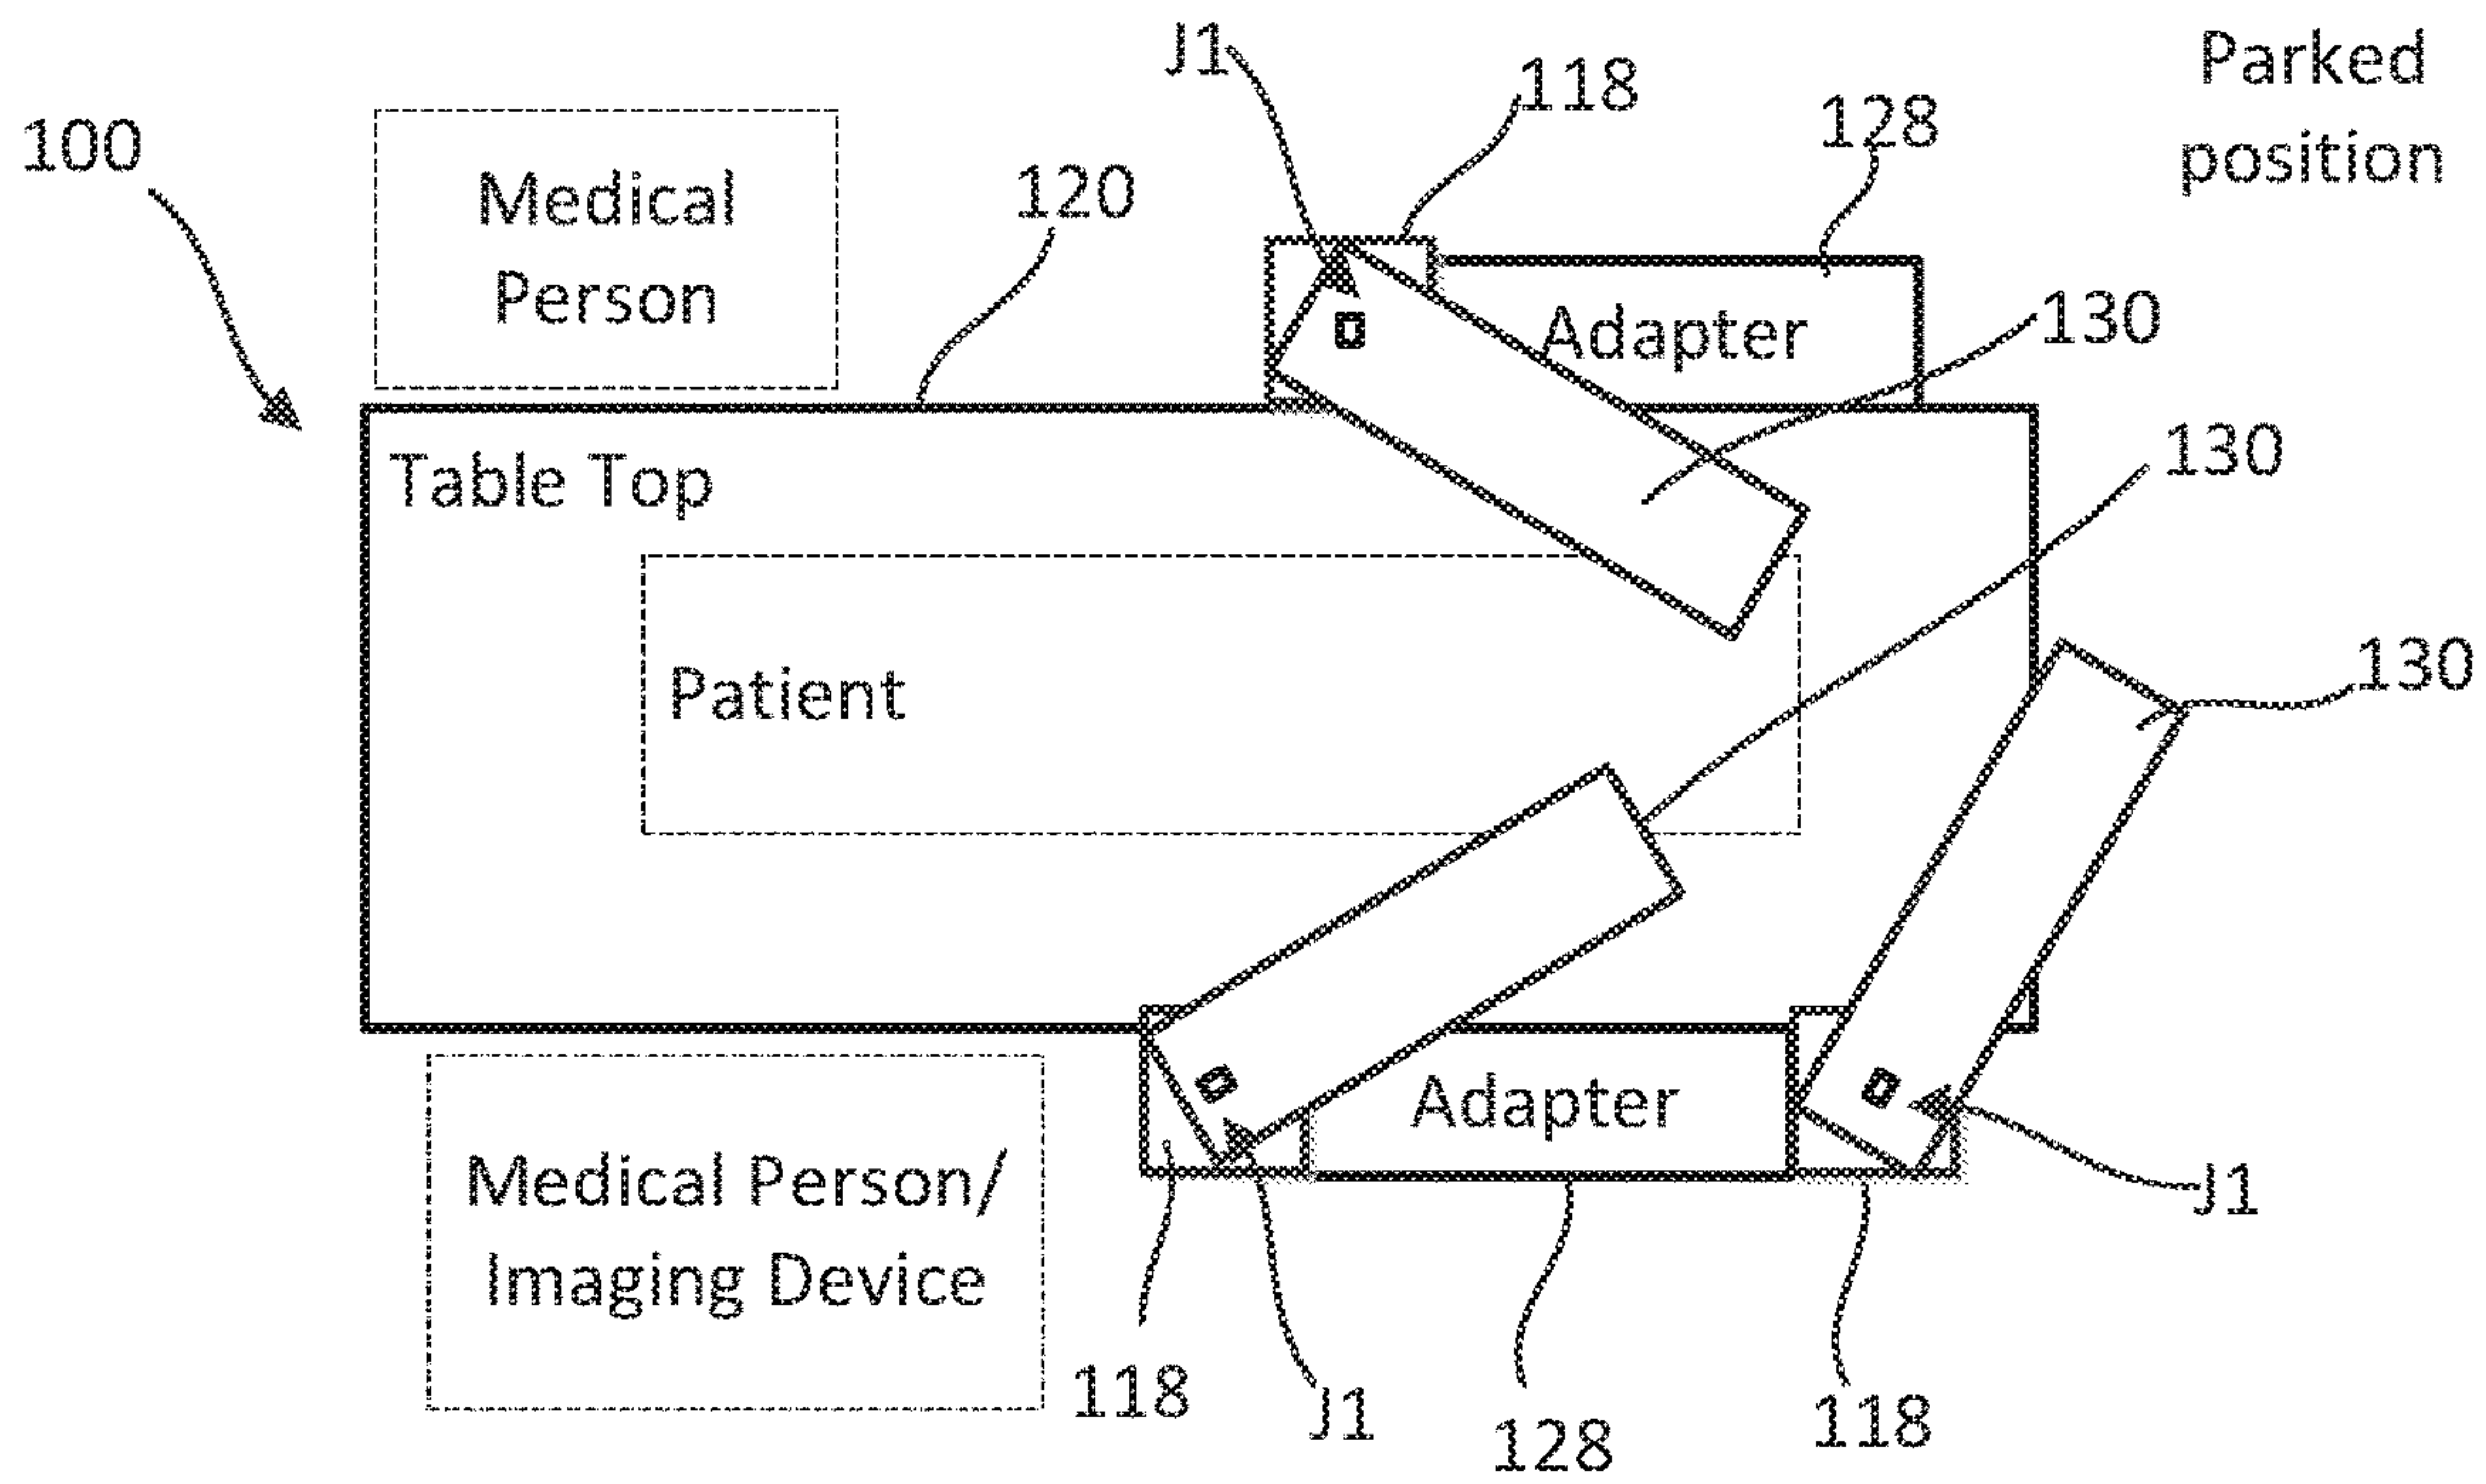 J1
118
Parked
position
128
100
Medical
Person
120
Adapter
130
Table Top
130
Patient
130
Adapter
Medical Person/
Imaging Device
J1
118
J1
128
118